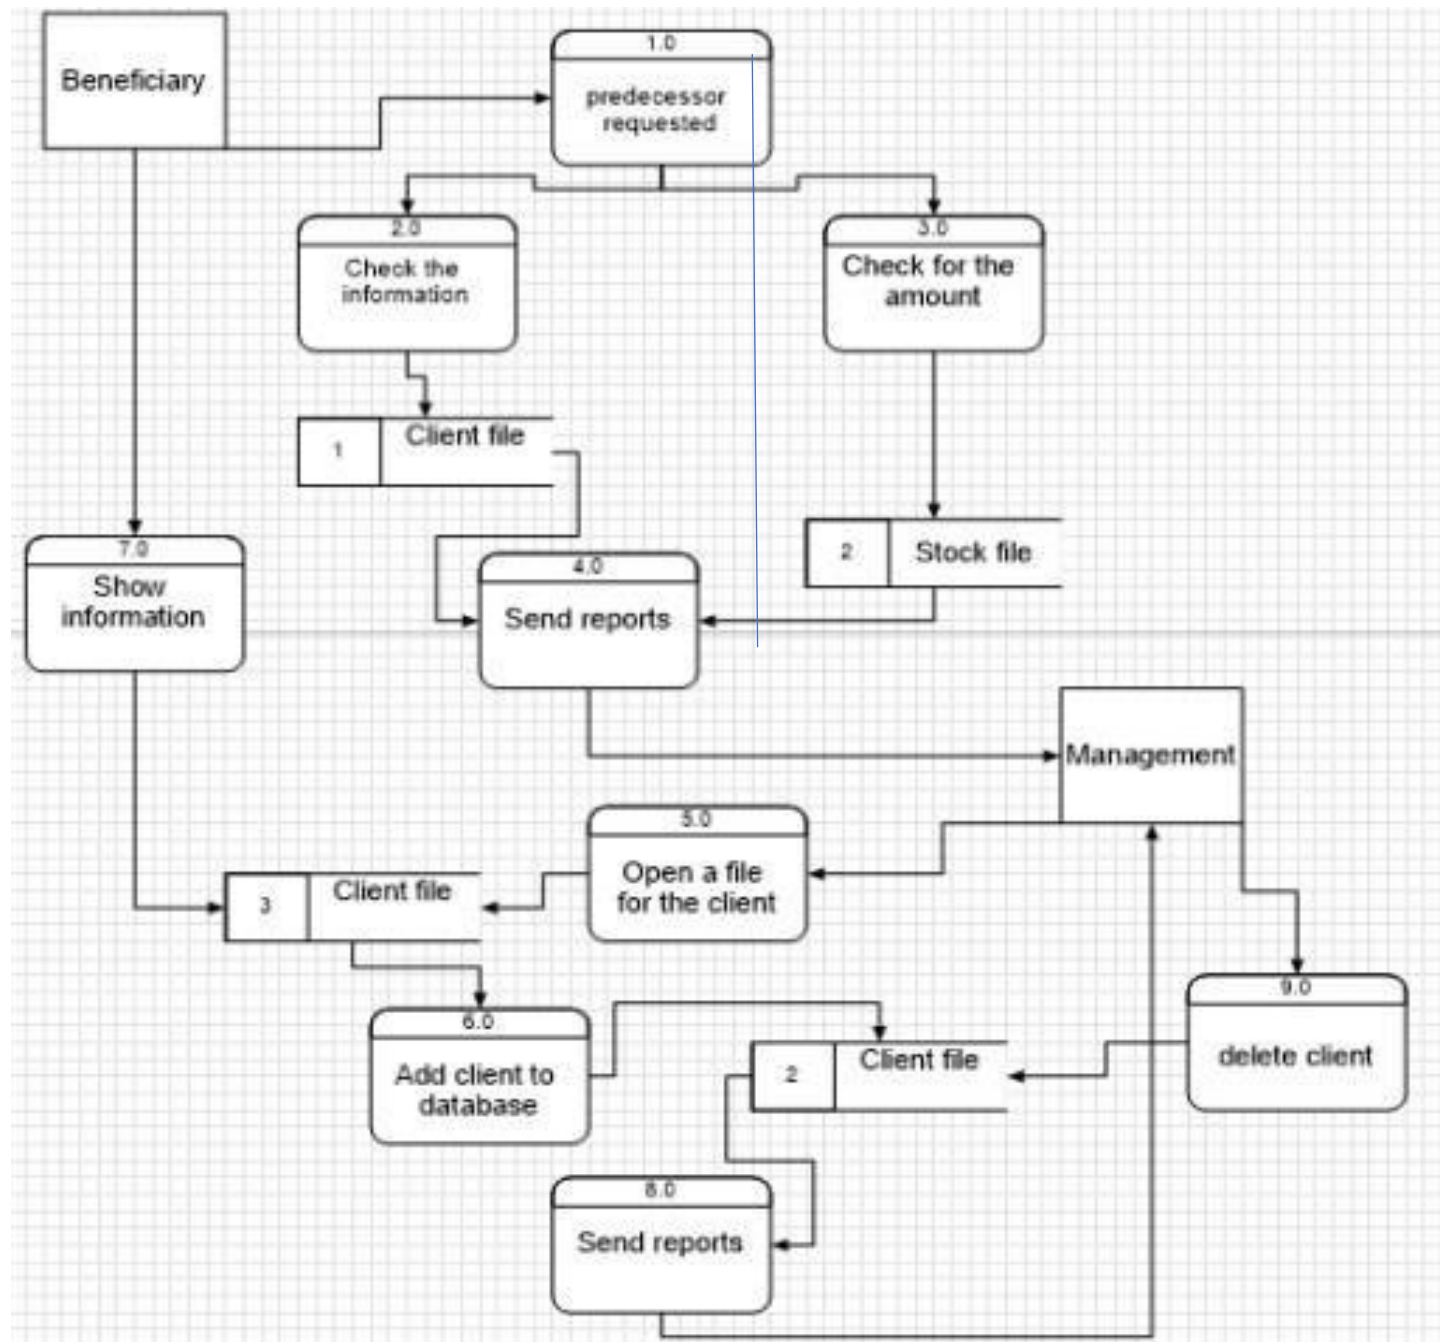 Beneficiary
1.0
predecessor
requested
2.0
Check the
information
3.0
Check for the
amount
1
Client file
2
Stock file
7.0
Show
information
4.0
Send reports
Management
5.0
Open a file
for the client
3
Client file
9.0
delete client
6.0
Add client to
database
2
Client file
8.0
Send reports